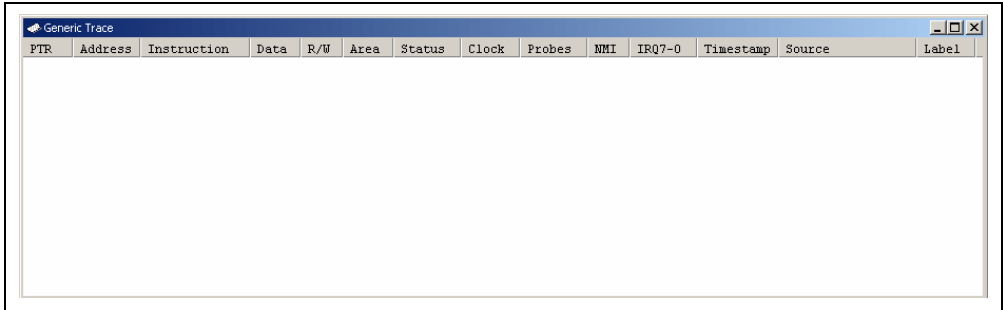 Generic Trace
PTR Address Instruction Data R/W Area Status Clock Probes NMI IRQ7-0 Timestamp Source Label